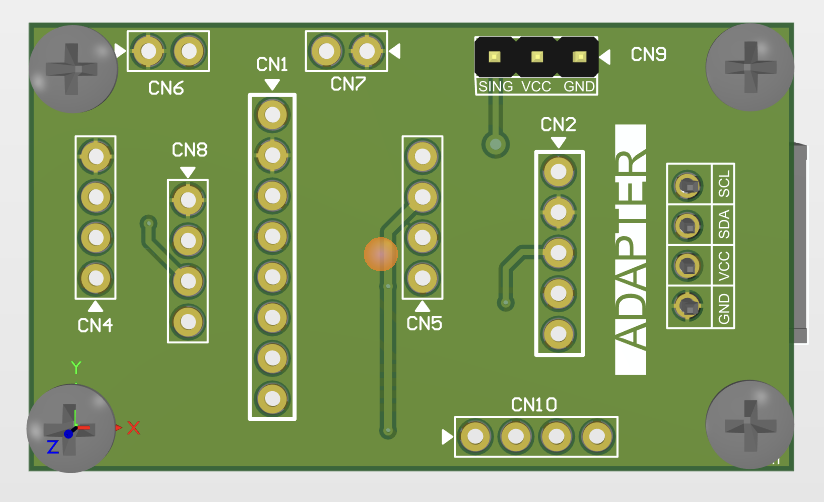 CN6
CN7
CN9
SING VCC GND
CN1
CN2
CN8
ADAPTER
SCL
SDA
VCC
GND
CN4
CN5
CN10
Y
X
Z